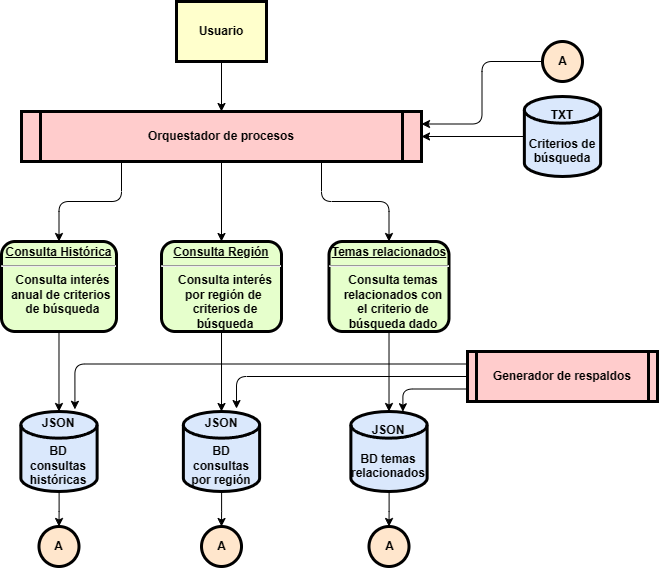 Usuario
A
Orquestador de procesos
TXT
Criterios de
búsqueda
Consulta Histórica
Consulta interés
anual de criterios
de búsqueda
Consulta Región
Consulta interés
por región de
criterios de
búsqueda
Temas relacionados
Consulta temas
relacionados con
el criterio de
búsqueda dado
Generador de respaldos
JSON
BD
consultas
históricas
JSON
BD
consultas
por región
JSON
BD temas
relacionados
A
A
A